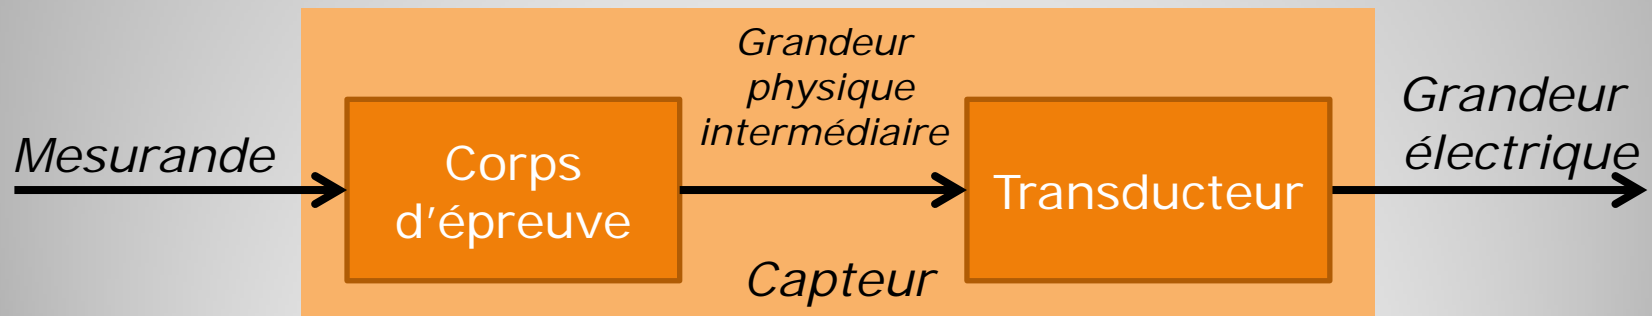 Mesurande
Corps
d'épreuve
Grandeur
physique
intermédiaire
Transducteur
Grandeur
électrique
Capteur